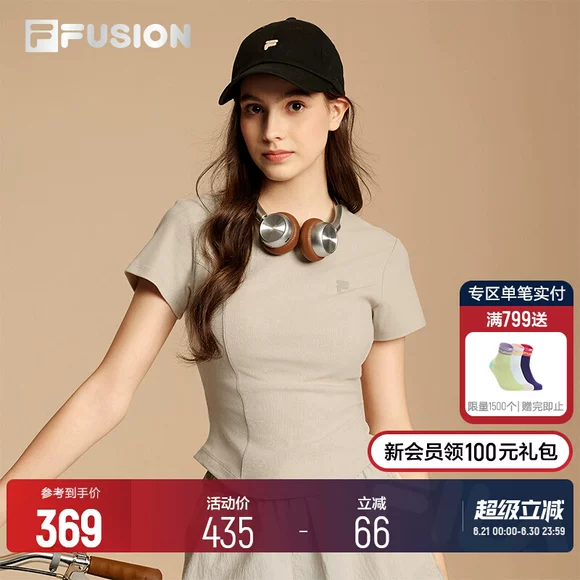 FUSION
F
F
专区单笔实付
满799送
限量1500个|赠完即止
新会员领100元礼包
参考到手价
369
活动价
435
-
立减
66
超级立减
6.21 00:00-6.30 23:59